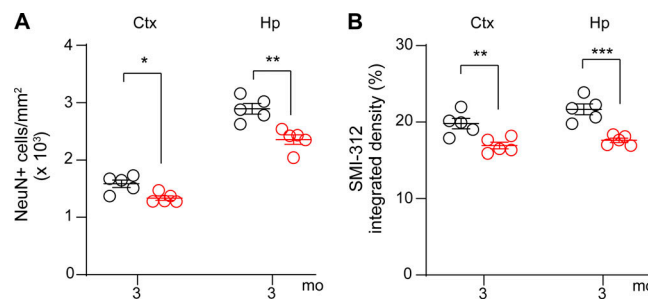 A
Ctx
Hp
NeuN+ cells/mm²
(x 10³)
4
3
2
1
0
*
**
3
3
mo
B
Ctx
Hp
SMI-312
integrated density (%)
30
20
10
0
**
***
3
3
mo